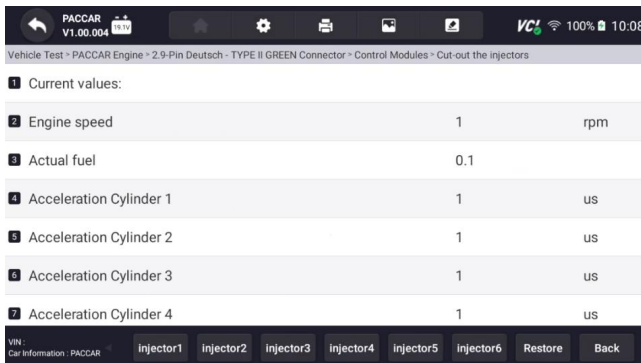 PACCAR
V1.00.004
19.1V
VC 100% 10:08
Vehicle Test > PACCAR Engine > 2.9-Pin Deutsch - TYPE II GREEN Connector > Control Modules > Cut-out the injectors
1 Current values:
2 Engine speed 1 rpm
3 Actual fuel 0.1
4 Acceleration Cylinder 1 1 us
5 Acceleration Cylinder 2 1 us
6 Acceleration Cylinder 3 1 us
7 Acceleration Cylinder 4 1 us
VIN :
Car Information : PACCAR
injector1 injector2 injector3 injector4 injector5 injector6 Restore Back